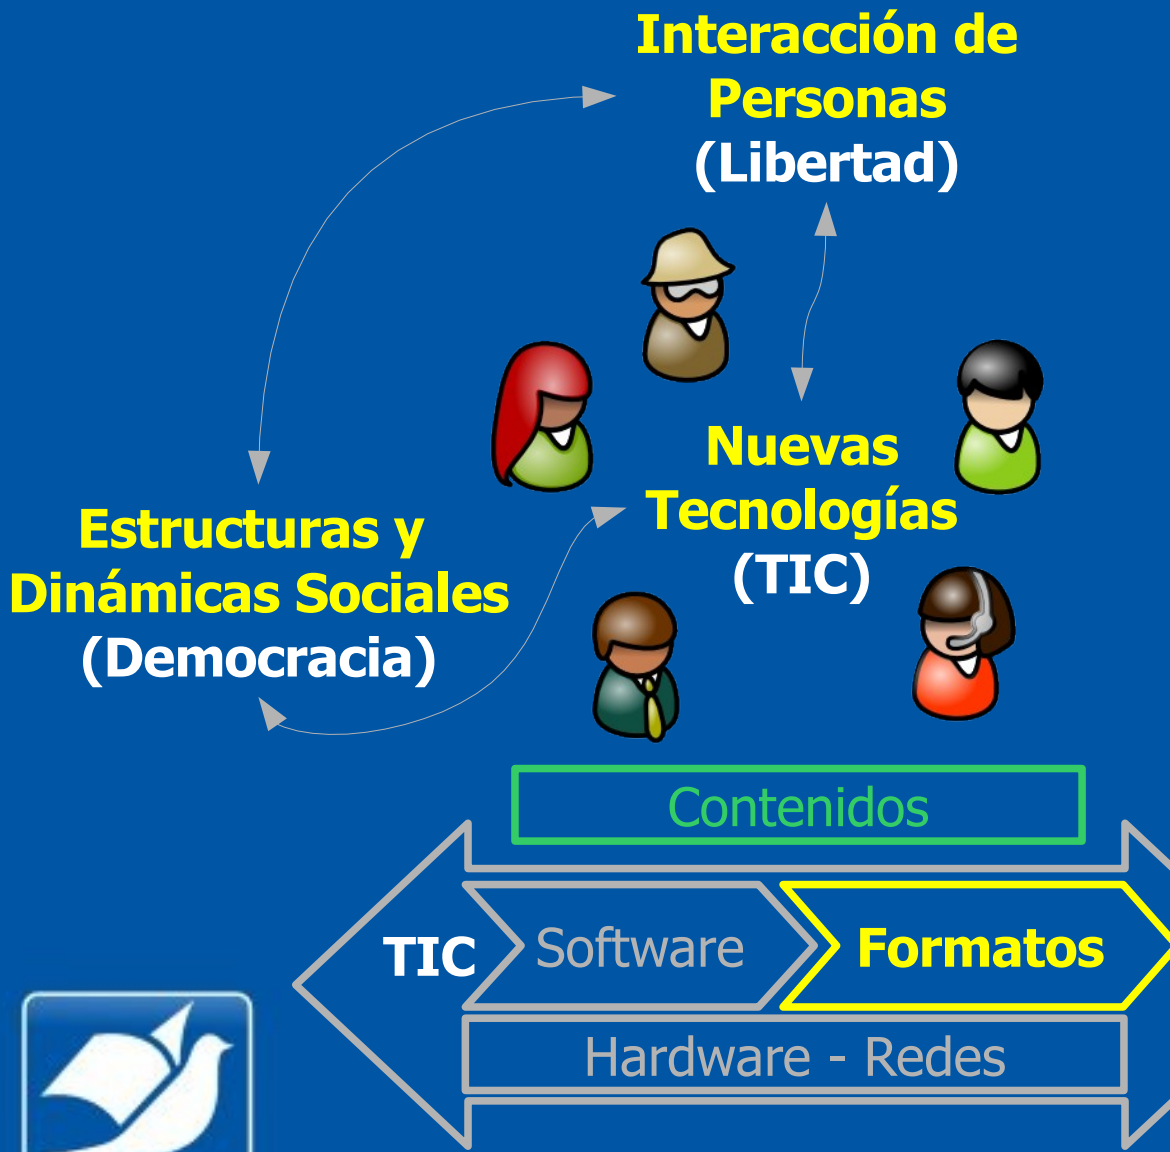 Interacción de
Personas
(Libertad)
Nuevas
Tecnologías
(TIC)
Estructuras y
Dinámicas Sociales
(Democracia)
Contenidos
TIC
Software
Formatos
Hardware - Redes